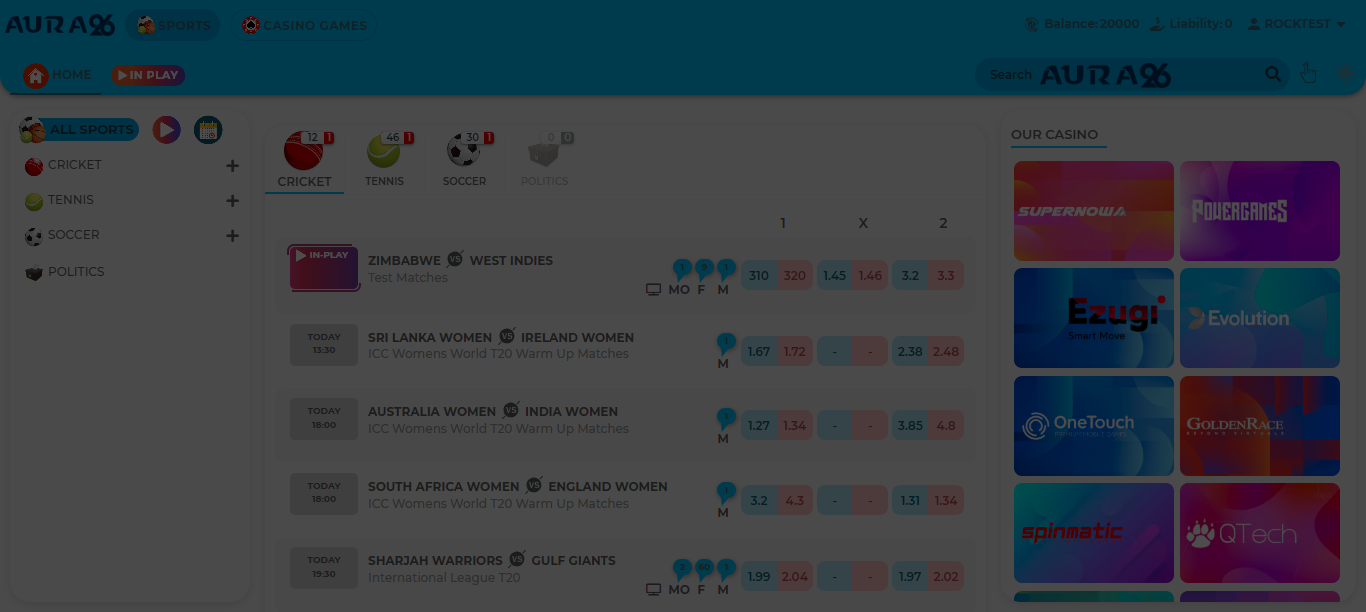 AURA26 SPORTS CASINO GAMES Balance:20000 Liability:0 ROCKTEST
HOME IN PLAY Search AURA26
ALL SPORTS
CRICKET
TENNIS
SOCCER
POLITICS
12 1 46 1 30 1 0 0
CRICKET TENNIS SOCCER POLITICS
1 X 2
IN-PLAY
ZIMBABWE VS WEST INDIES
Test Matches
1 9 1
MO F M
310 320 1.45 1.46 3.2 3.3
TODAY
13:30
SRI LANKA WOMEN VS IRELAND WOMEN
ICC Womens World T20 Warm Up Matches
1
M
1.67 1.72 - - 2.38 2.48
TODAY
18:00
AUSTRALIA WOMEN VS INDIA WOMEN
ICC Womens World T20 Warm Up Matches
1
M
1.27 1.34 - - 3.85 4.8
TODAY
18:00
SOUTH AFRICA WOMEN VS ENGLAND WOMEN
ICC Womens World T20 Warm Up Matches
1
M
3.2 4.3 - - 1.31 1.34
TODAY
19:30
SHARJAH WARRIORS VS GULF GIANTS
International League T20
2 60 1
MO F M
1.99 2.04 - - 1.97 2.02
OUR CASINO
SUPERNOWA POWERGAMES
Ezugi
Smart Move
Evolution
OneTouch
GOLDENRACE
BEYOND VIRTUALS
spinmatic QTech